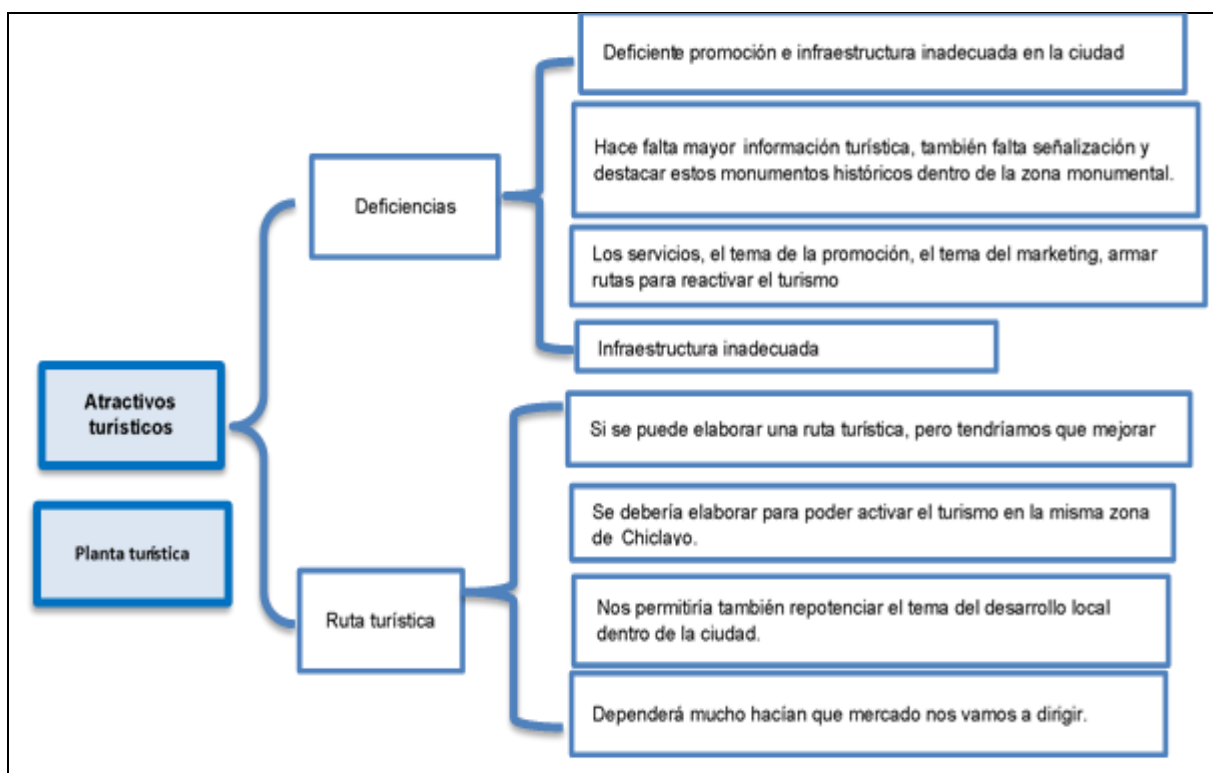 Deficiente promoción e infraestructura inadecuada en la ciudad
Hace falta mayor información turística, también falta señalización y
destacar estos monumentos históricos dentro de la zona monumental.
Deficiencias
Los servicios, el tema de la promoción, el tema del marketing, armar
rutas para reactivar el turismo
Infraestructura inadecuada
Atractivos
turísticos
Si se puede elaborar una ruta turística, pero tendríamos que mejorar
Se debería elaborar para poder activar el turismo en la misma zona
de Chiclayo.
Planta turística
Ruta turística
Nos permitiría también repotenciar el tema del desarrollo local
dentro de la ciudad.
Dependerá mucho hacían que mercado nos vamos a dirigir.